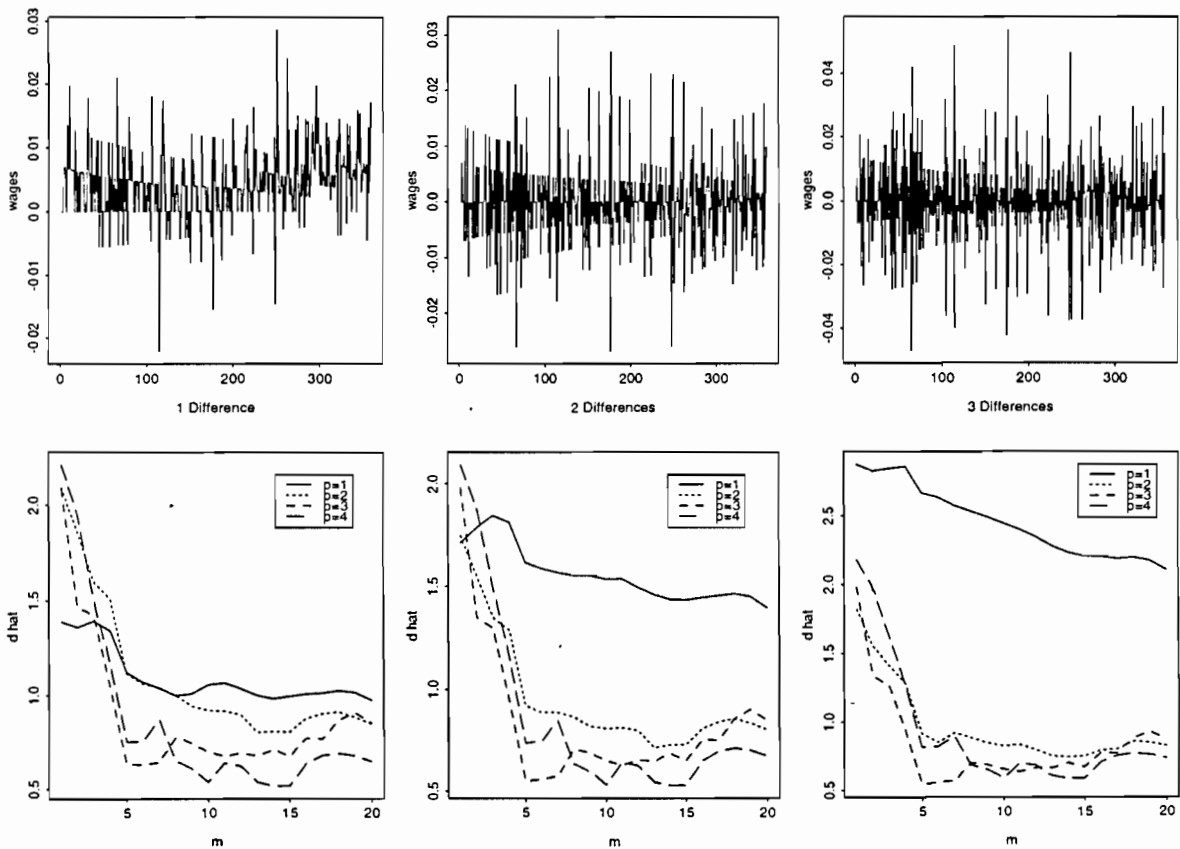 0.03
0.02
0.01
0.0
-0.01
-0.02
wages
0 100 200 300
1 Difference
0.03
0.02
0.01
0.0
-0.01
-0.02
wages
0 100 200 300
2 Differences
0.04
0.02
0.0
-0.02
-0.04
wages
0 100 200 300
3 Differences
2.0
1.5
1.0
0.5
d hat
p=1
p=2
p=3
p=4
5 10 15 20
m
2.0
1.5
1.0
0.5
d hat
p=1
p=2
p=3
p=4
5 10 15 20
m
2.5
2.0
1.5
1.0
0.5
d hat
p=1
p=2
p=3
p=4
5 10 15 20
m